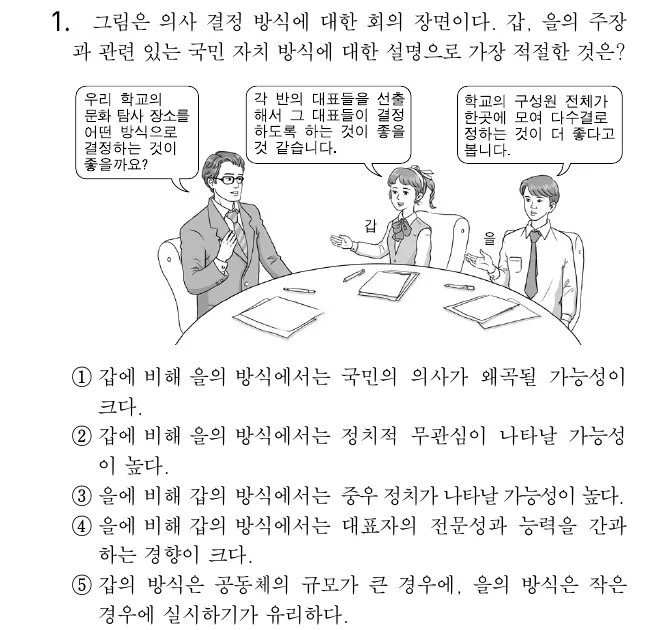 1. 그림은 의사 결정 방식에 대한 회의 장면이다. 갑, 을의 주장
과 관련 있는 국민 자치 방식에 대한 설명으로 가장 적절한 것은?
우리 학교의
문화 탐사 장소를
어떤 방식으로
결정하는 것이
좋을까요?
각 반의 대표들을 선출
해서 그 대표들이 결정
하도록 하는 것이 좋을
것 같습니다.
학교의 구성원 전체가
한곳에 모여 다수결로
정하는 것이 더 좋다고
봅니다.
갑
을
① 갑에 비해 을의 방식에서는 국민의 의사가 왜곡될 가능성이
크다.
② 갑에 비해 을의 방식에서는 정치적 무관심이 나타날 가능성
이 높다.
③ 을에 비해 갑의 방식에서는 중우 정치가 나타날 가능성이 높다.
④ 을에 비해 갑의 방식에서는 대표자의 전문성과 능력을 간과
하는 경향이 크다.
⑤ 갑의 방식은 공동체의 규모가 큰 경우에, 을의 방식은 작은
경우에 실시하기가 유리하다.